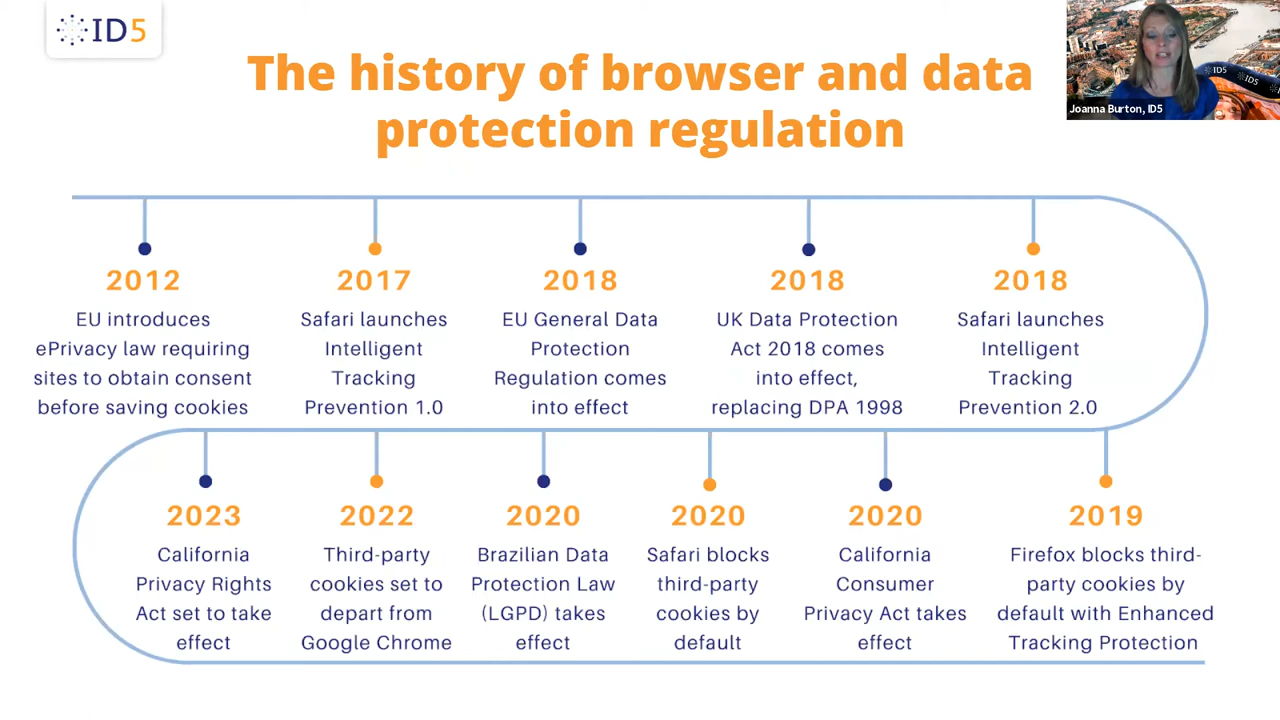 ID5
The history of browser and data
protection regulation
Joanna Burton, ID5
ID5
ID5
2012
EU introduces
ePrivacy law requiring
sites to obtain consent
before saving cookies
2017
Safari launches
Intelligent
Tracking
Prevention 1.0
2018
EU General Data
Protection
Regulation comes
into effect
2018
UK Data Protection
Act 2018 comes
into effect,
replacing DPA 1998
2018
Safari launches
Intelligent
Tracking
Prevention 2.0
2023
California
Privacy Rights
Act set to take
effect
2022
Third-party
cookies set to
depart from
Google Chrome
2020
Brazilian Data
Protection Law
(LGPD) takes
effect
2020
Safari blocks
third-party
cookies by
default
2020
California
Consumer
Privacy Act takes
effect
2019
Firefox blocks third-
party cookies by
default with Enhanced
Tracking Protection